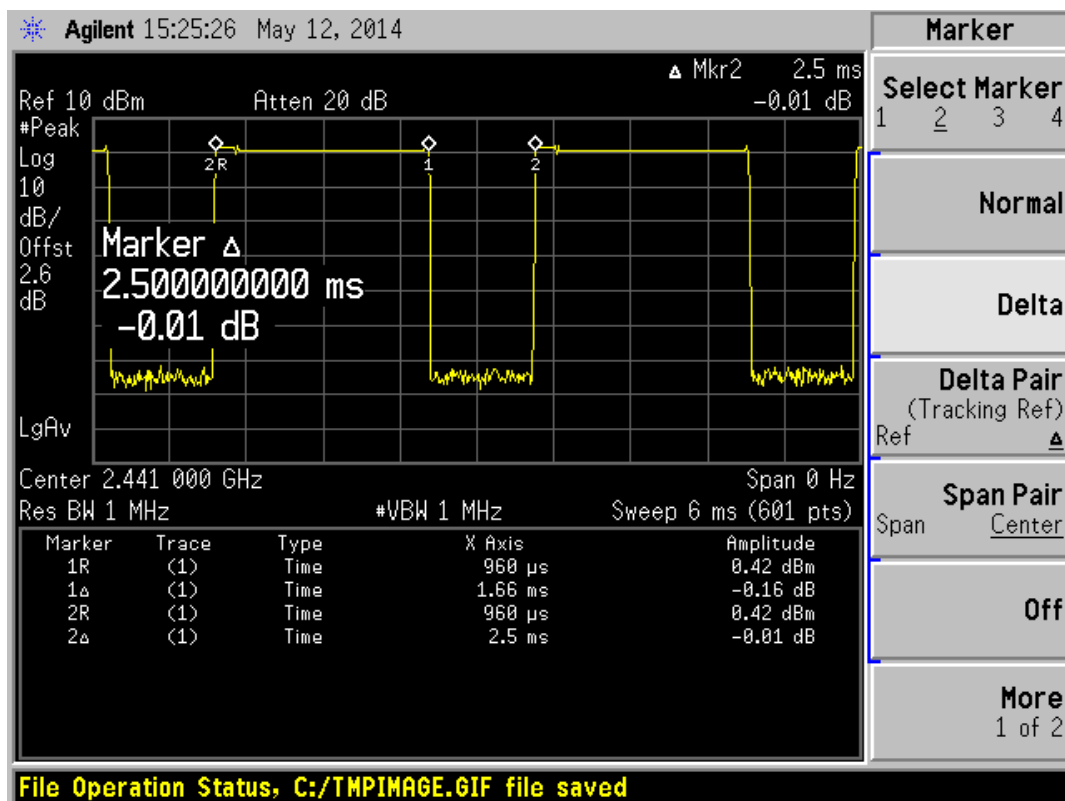 Agilent 15:25:26 May 12, 2014
Marker
Δ Mkr2 2.5 ms
Ref 10 dBm Atten 20 dB -0.01 dB
#Peak
Log
10
dB/
Offst
2.6
dB
2R 1 2
Marker Δ
2.500000000 ms
-0.01 dB
LgAv
Center 2.441 000 GHz Span 0 Hz
Res BW 1 MHz #VBW 1 MHz Sweep 6 ms (601 pts)
Marker Trace Type X Axis Amplitude
1R (1) Time 960 µs 0.42 dBm
1Δ (1) Time 1.66 ms -0.16 dB
2R (1) Time 960 µs 0.42 dBm
2Δ (1) Time 2.5 ms -0.01 dB
Select Marker
1 2 3 4
Normal
Delta
Delta Pair
(Tracking Ref)
Ref Δ
Span Pair
Span Center
Off
More
1 of 2
File Operation Status, C:/TMPIMAGE.GIF file saved